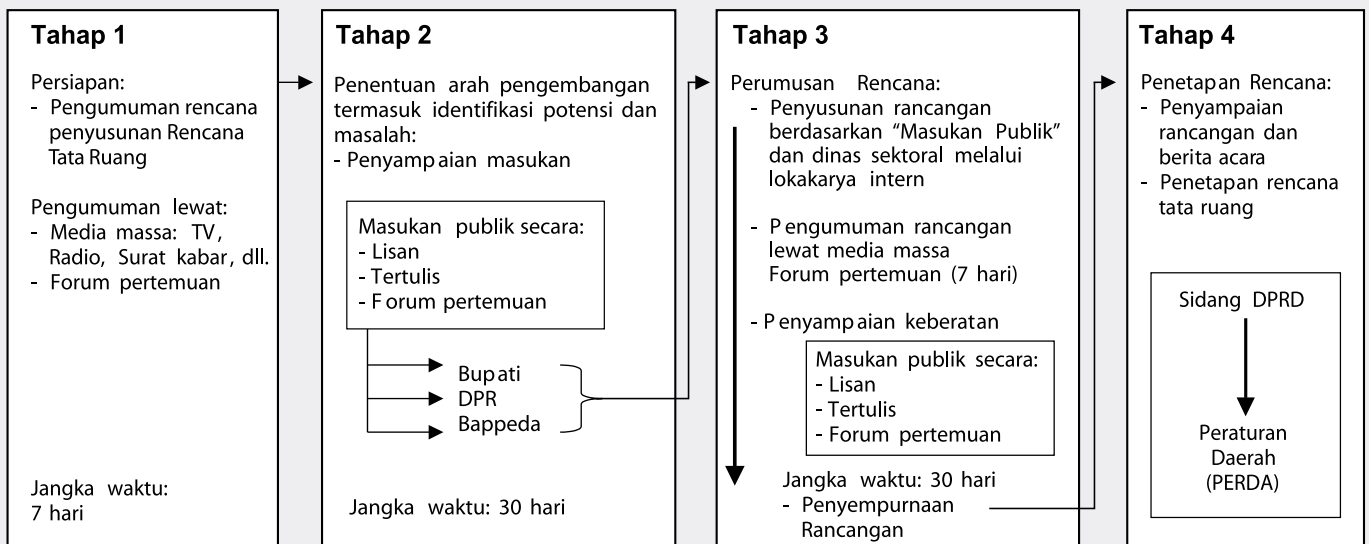 Tahap 1
Persiapan:
- Pengumuman rencana
penyusunan Rencana
Tata Ruang
Pengumuman lewat:
- Media massa: TV,
Radio, Surat kabar, dll.
- Forum pertemuan
Jangka waktu:
7 hari
Tahap 2
Penentuan arah pengembangan
termasuk identifikasi potensi dan
masalah:
- Penyampaian masukan
Masukan publik secara:
- Lisan
- Tertulis
- Forum pertemuan
Bupati
DPR
Bappeda
Jangka waktu: 30 hari
Tahap 3
Perumusan Rencana:
- Penyusunan rancangan
berdasarkan “Masukan Publik”
dan dinas sektoral melalui
lokakarya intern
- Pengumuman rancangan
lewat media massa
Forum pertemuan (7 hari)
- Penyampaian keberatan
Masukan publik secara:
- Lisan
- Tertulis
- Forum pertemuan
Jangka waktu: 30 hari
- Penyempurnaan
Rancangan
Tahap 4
Penetapan Rencana:
- Penyampaian
rancangan dan
berita acara
- Penetapan rencana
tata ruang
Sidang DPRD
Peraturan
Daerah
(PERDA)